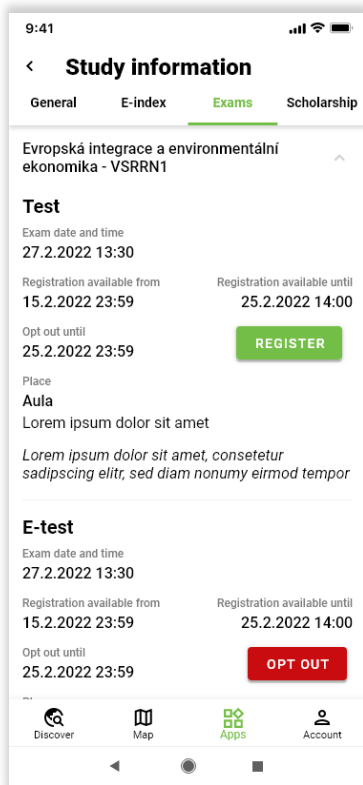 9:41
Study information
General E-index Exams Scholarship
Evropská integrace a environmentální
ekonomika - VSRRN1
Test
Exam date and time
27.2.2022 13:30
Registration available from Registration available until
15.2.2022 23:59 25.2.2022 14:00
Opt out until
25.2.2022 23:59
REGISTER
Place
Aula
Lorem ipsum dolor sit amet
Lorem ipsum dolor sit amet, consetetur
sadipscing elitr, sed diam nonumy eirmod tempor
E-test
Exam date and time
27.2.2022 13:30
Registration available from Registration available until
15.2.2022 23:59 25.2.2022 14:00
Opt out until
25.2.2022 23:59
OPT OUT
Discover Map Apps Account